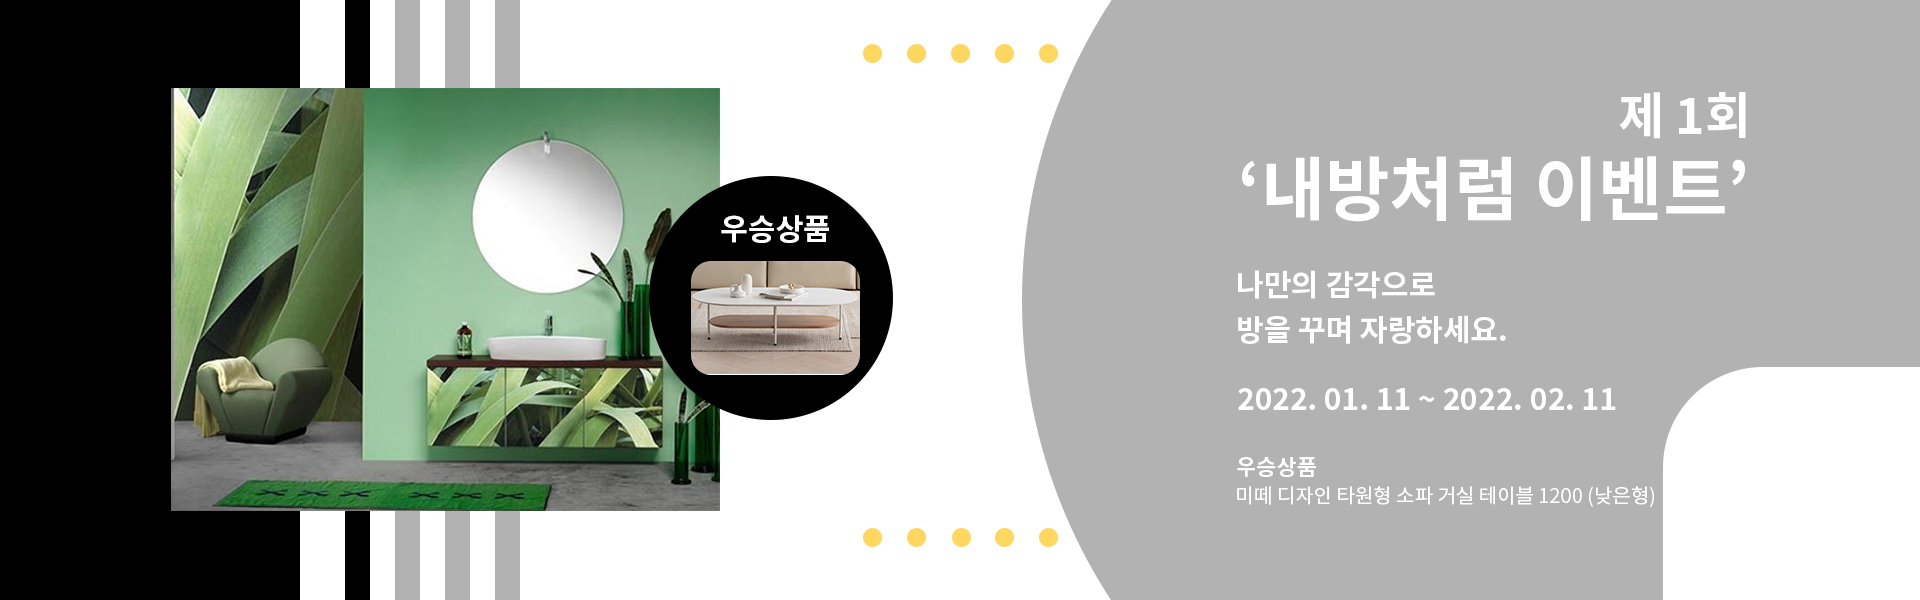 우승상품
제 1회
‘내방처럼 이벤트’
나만의 감각으로
방을 꾸며 자랑하세요.
2022. 01. 11 ~ 2022. 02. 11
우승상품
미떼 디자인 타원형 소파 거실 테이블 1200 (낮은형)